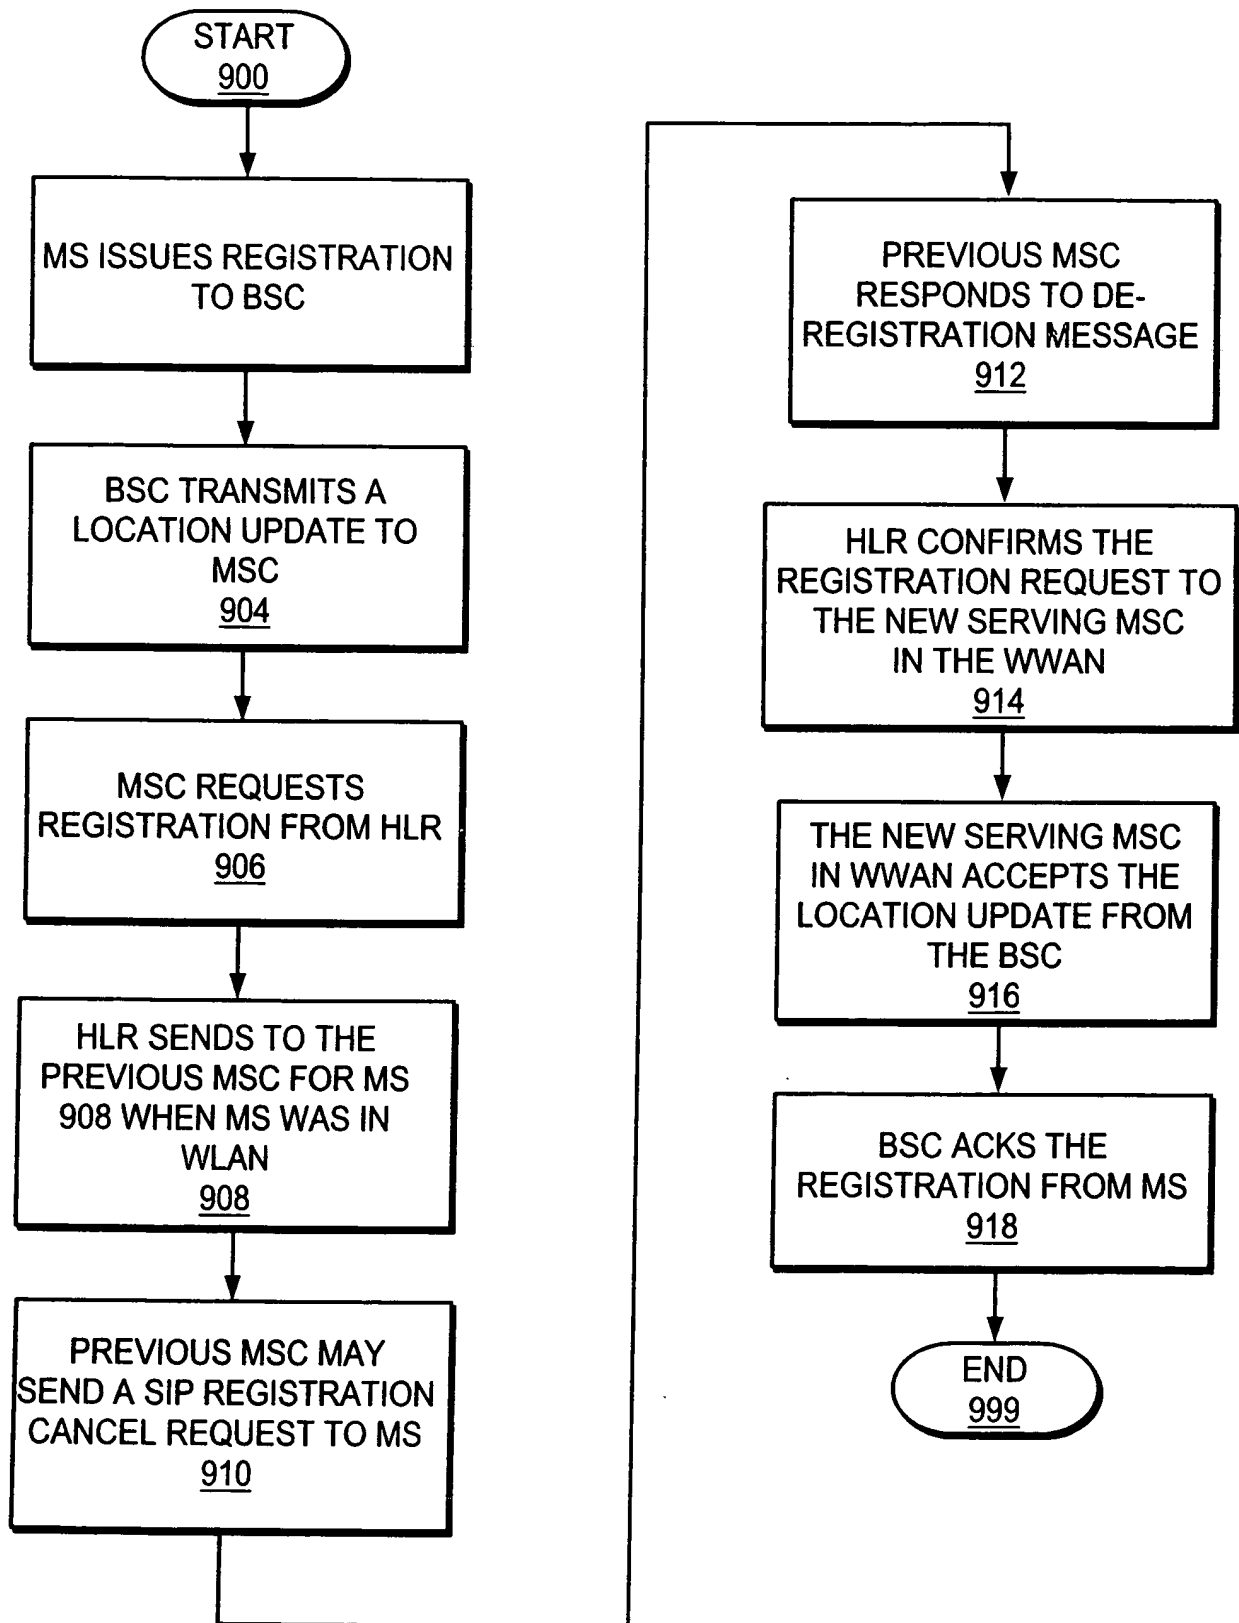 START
900
MS ISSUES REGISTRATION
TO BSC
BSC TRANSMITS A
LOCATION UPDATE TO
MSC
904
MSC REQUESTS
REGISTRATION FROM HLR
906
HLR SENDS TO THE
PREVIOUS MSC FOR MS
908 WHEN MS WAS IN
WLAN
908
PREVIOUS MSC MAY
SEND A SIP REGISTRATION
CANCEL REQUEST TO MS
910
PREVIOUS MSC
RESPONDS TO DE-
REGISTRATION MESSAGE
912
HLR CONFIRMS THE
REGISTRATION REQUEST TO
THE NEW SERVING MSC
IN THE WWAN
914
THE NEW SERVING MSC
IN WWAN ACCEPTS THE
LOCATION UPDATE FROM
THE BSC
916
BSC ACKS THE
REGISTRATION FROM MS
918
END
999